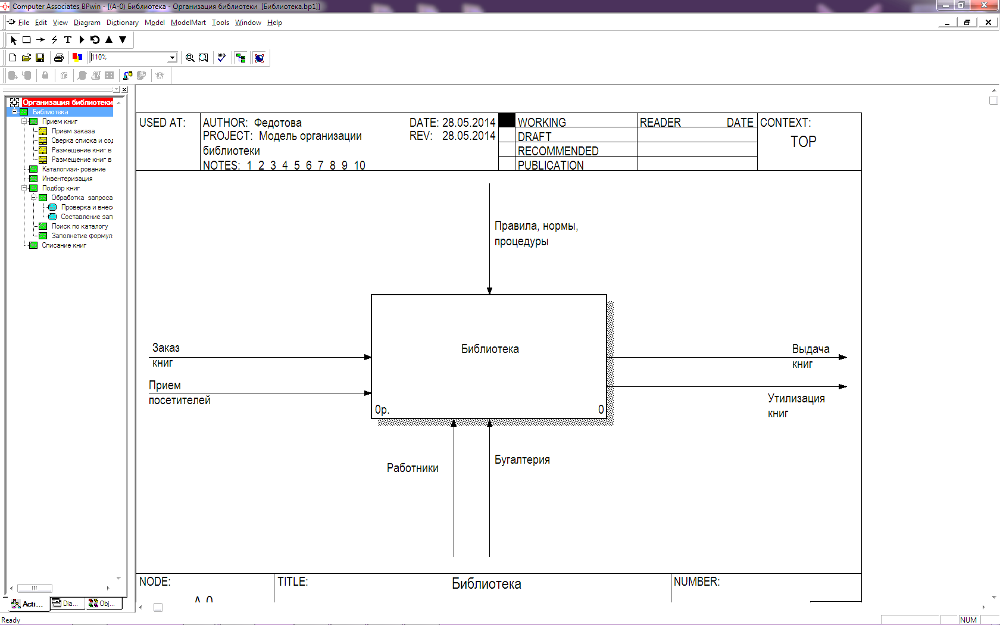 Computer Associates BPwin - [(A-0) Библиотека - Организация библиотеки  [Библиотека.bp1]]
File Edit View Diagram Dictionary Model ModelMart Tools Window Help
110%
Организация библиотеки
Библиотека
Прием книг
Прием заказа
Сверка списка и сод
Размещение книг в
Размещение книг в
Каталогизи- рование
Инвентеризация
Подбор книг
Обработка запроса
Проверка и внес
Составление зап
Поиск по каталогу
Заполнетие формул
Списание книг
Acti... Dia... Obj...
USED AT:
AUTHOR: Федотова
DATE: 28.05.2014
PROJECT: Модель организации
библиотеки
REV: 28.05.2014
NOTES: 1 2 3 4 5 6 7 8 9 10
WORKING
DRAFT
RECOMMENDED
PUBLICATION
READER DATE
CONTEXT:
TOP
Правила, нормы,
процедуры
Заказ
книг
Прием
посетителей
Библиотека
0р. 0
Выдача
книг
Утилизация
книг
Работники
Бугалтерия
NODE:
A-0
TITLE:
Библиотека
NUMBER:
Ready
NUM